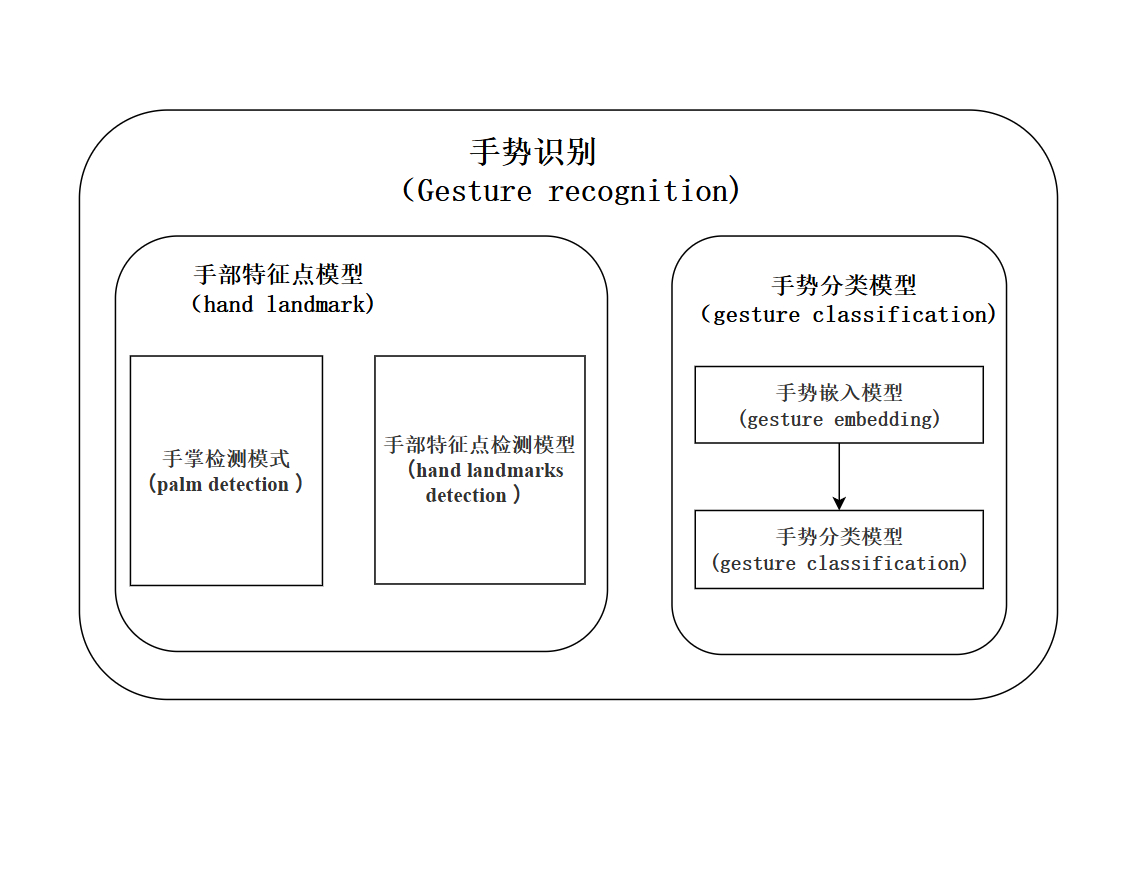 手势识别
（Gesture recognition）
手部特征点模型
（hand landmark）
手掌检测模式
（palm detection ）
手部特征点检测模型
（hand landmarks
detection ）
手势分类模型
（gesture classification）
手势嵌入模型
(gesture embedding)
手势分类模型
(gesture classification)